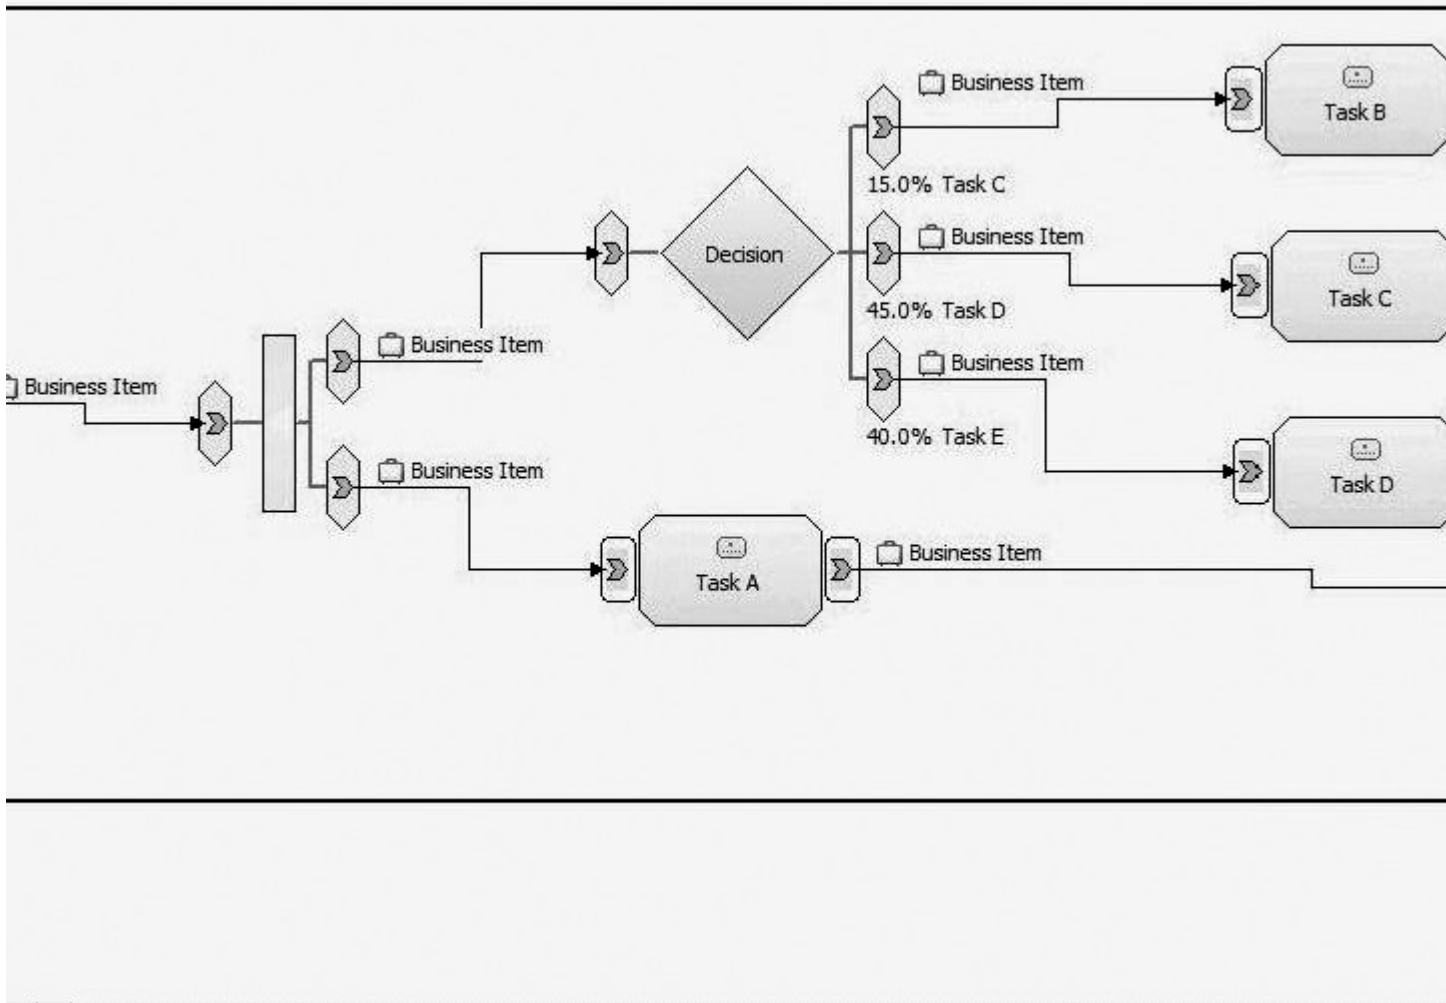 Business Item
Task B
15.0% Task C
Business Item
Decision
Task C
45.0% Task D
Business Item
Business Item
Business Item
40.0% Task E
Business Item
Task D
Business Item
Task A